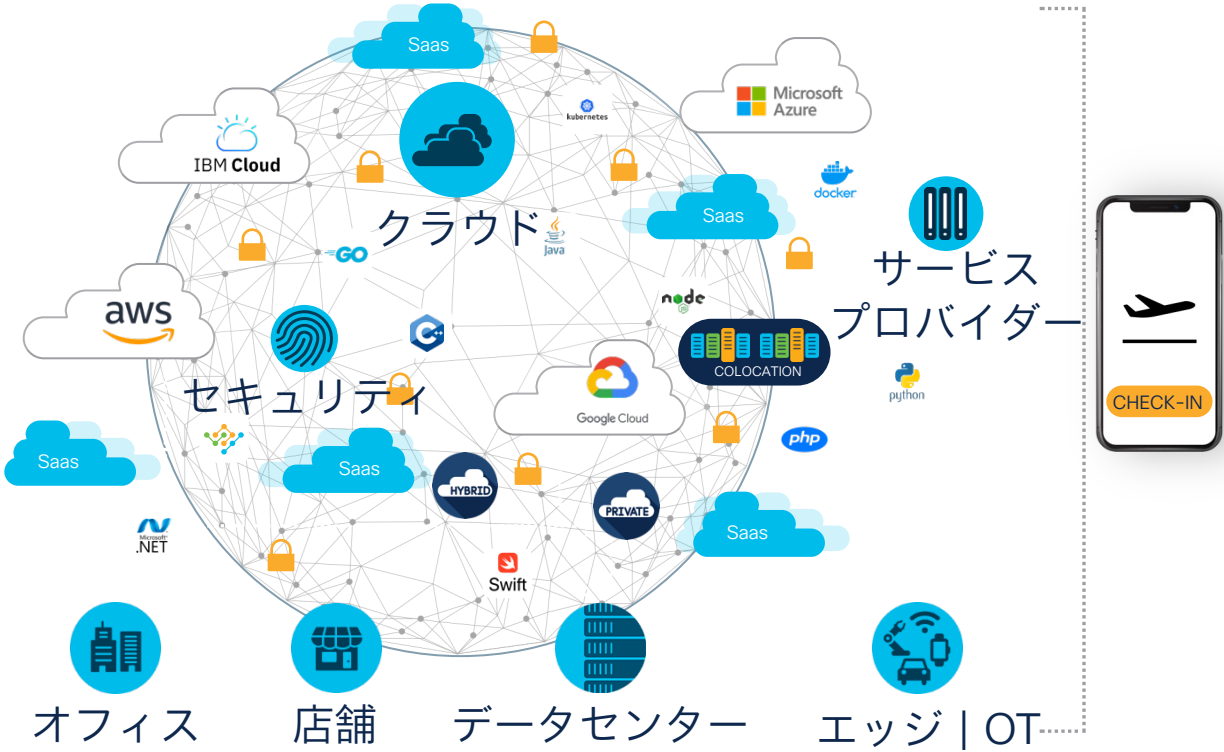 Saas
kubernetes
Microsoft
Azure
IBM Cloud
docker
Saas
クラウド
GO
Java
サービス
プロバイダー
node
JS
aws
C++
COLOCATION
セキュリティ
Google Cloud
python
CHECK-IN
php
Saas
Saas
HYBRID
PRIVATE
Saas
Microsoft
.NET
Swift
オフィス
店舗
データセンター
エッジ | OT